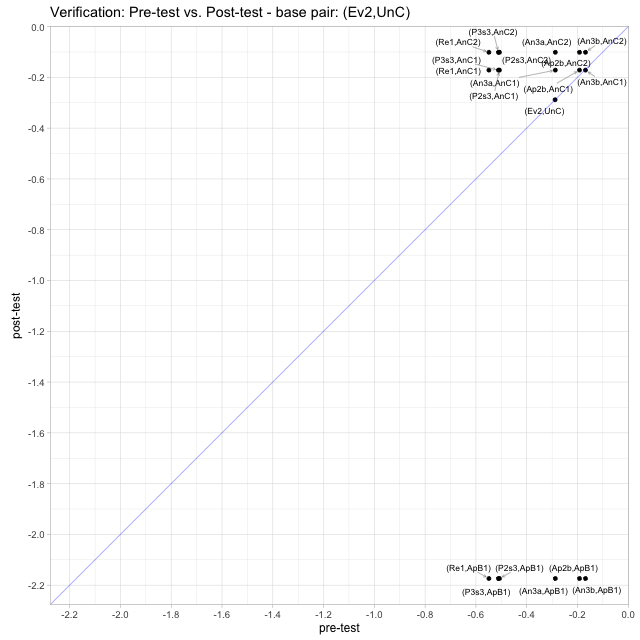 Verification: Pre-test vs. Post-test - base pair: (Ev2,UnC)
0.0
(P3s3,AnC2)
(Re1,AnC2)
(An3a,AnC2)
(An3b,AnC2)
(P3s3,AnC1)
(P2s3,AnC2)
(Ap2b,AnC2)
(Re1,AnC1)
-0.2
(An3a,AnC1)
(An3b,AnC1)
(Ap2b,AnC1)
(P2s3,AnC1)
(Ev2,UnC)
-0.4
-0.6
-0.8
-1.0
post-test
-1.2
-1.4
-1.6
-1.8
-2.0
(Re1,ApB1)
(P2s3,ApB1)
(Ap2b,ApB1)
-2.2
(P3s3,ApB1)
(An3a,ApB1)
(An3b,ApB1)
-2.2 -2.0 -1.8 -1.6 -1.4 -1.2 -1.0 -0.8 -0.6 -0.4 -0.2 0.0
pre-test